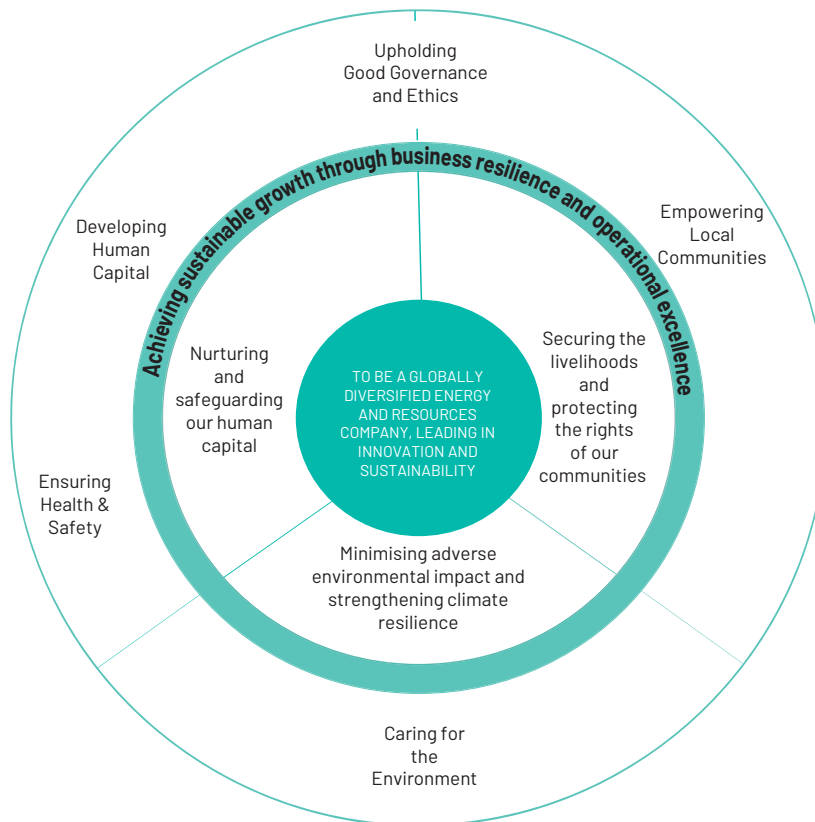 Upholding
Good Governance
and Ethics
Achieving sustainable growth through business resilience and operational excellence
Developing
Human
Capital
Empowering
Local
Communities
Nurturing
and
safeguarding
our human
capital
TO BE A GLOBALLY
DIVERSIFIED ENERGY
AND RESOURCES
COMPANY, LEADING IN
INNOVATION AND
SUSTAINABILITY
Securing the
livelihoods
and
protecting
the rights
of our
communities
Ensuring
Health &
Safety
Minimising adverse
environmental impact and
strengthening climate
resilience
Caring for
the
Environment